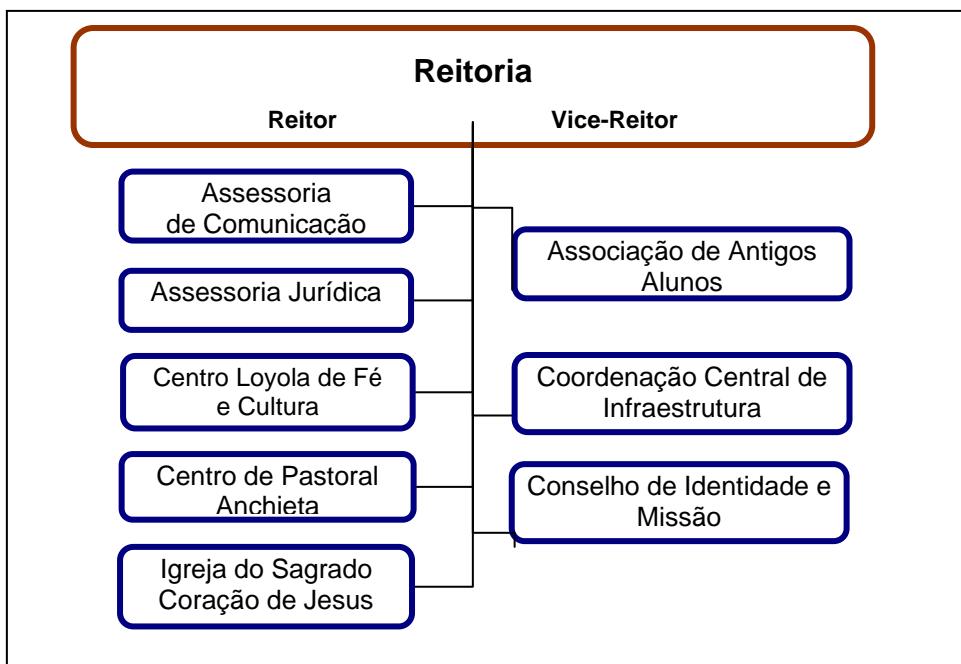 Reitoria
Reitor Vice-Reitor
Assessoria
de Comunicação
Assessoria Jurídica
Centro Loyola de Fé
e Cultura
Centro de Pastoral
Anchieta
Igreja do Sagrado
Coração de Jesus
Associação de Antigos
Alunos
Coordenação Central de
Infraestrutura
Conselho de Identidade e
Missão